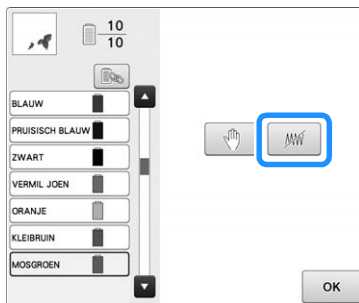 10
10
BLAUW
PRUISISCH BLAUW
ZWART
VERMIL JOEN
ORANJE
KLEIBRUIN
MOSGROEN
OK